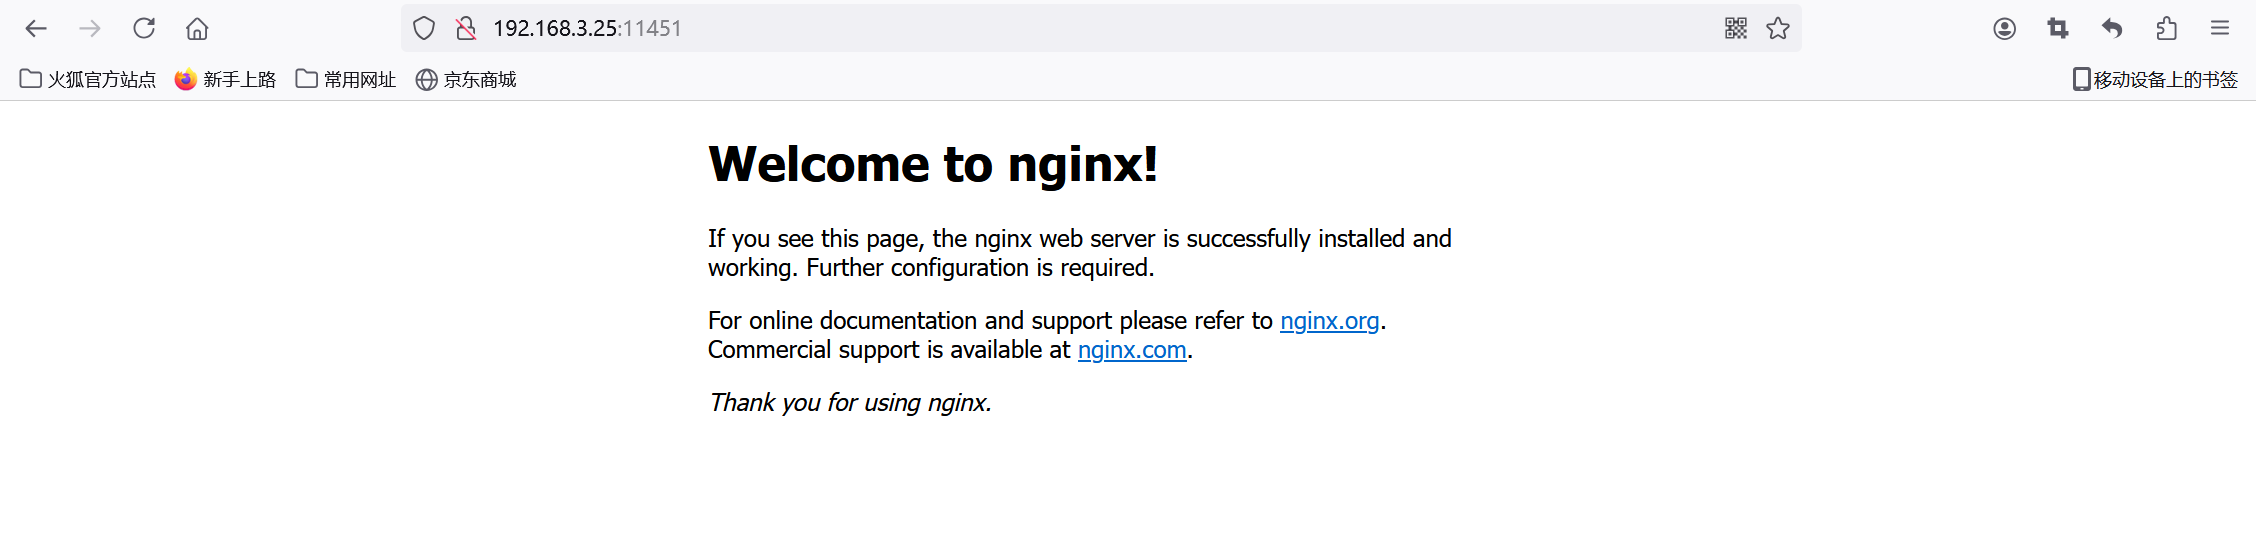 192.168.3.25:11451
火狐官方站点 新手上路 常用网址 京东商城 移动设备上的书签
Welcome to nginx!
If you see this page, the nginx web server is successfully installed and
working. Further configuration is required.
For online documentation and support please refer to nginx.org.
Commercial support is available at nginx.com.
Thank you for using nginx.